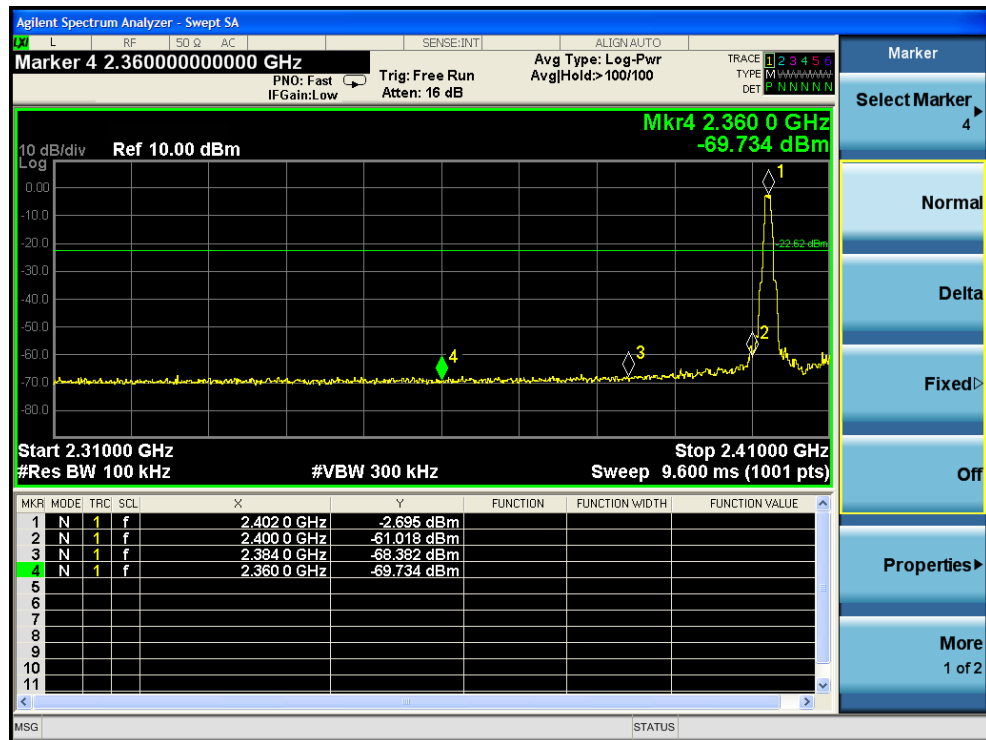 Agilent Spectrum Analyzer - Swept SA
LXI L RF 50 Ω AC SENSE:INT ALIGNAUTO
Marker 4 2.360000000000 GHz
PNO: Fast
IFGain:Low
Trig: Free Run
Atten: 16 dB
Avg Type: Log-Pwr
Avg|Hold:>100/100
TRACE 1 2 3 4 5 6
TYPE M
DET P N N N N N
Mkr4 2.360 0 GHz
-69.734 dBm
10 dB/div Ref 10.00 dBm
Log
0.00
-10.0
-20.0
-30.0
-40.0
-50.0
-60.0
-70.0
-80.0
1
-22.62 dBm
2
3
4
Start 2.31000 GHz Stop 2.41000 GHz
#Res BW 100 kHz #VBW 300 kHz Sweep 9.600 ms (1001 pts)
MKR MODE TRC SCL X Y FUNCTION FUNCTION WIDTH FUNCTION VALUE
1 N 1 f 2.402 0 GHz -2.695 dBm
2 N 1 f 2.400 0 GHz -61.018 dBm
3 N 1 f 2.384 0 GHz -68.382 dBm
4 N 1 f 2.360 0 GHz -69.734 dBm
5
6
7
8
9
10
11
MSG STATUS
Marker
Select Marker
4
Normal
Delta
Fixed
Off
Properties
More
1 of 2